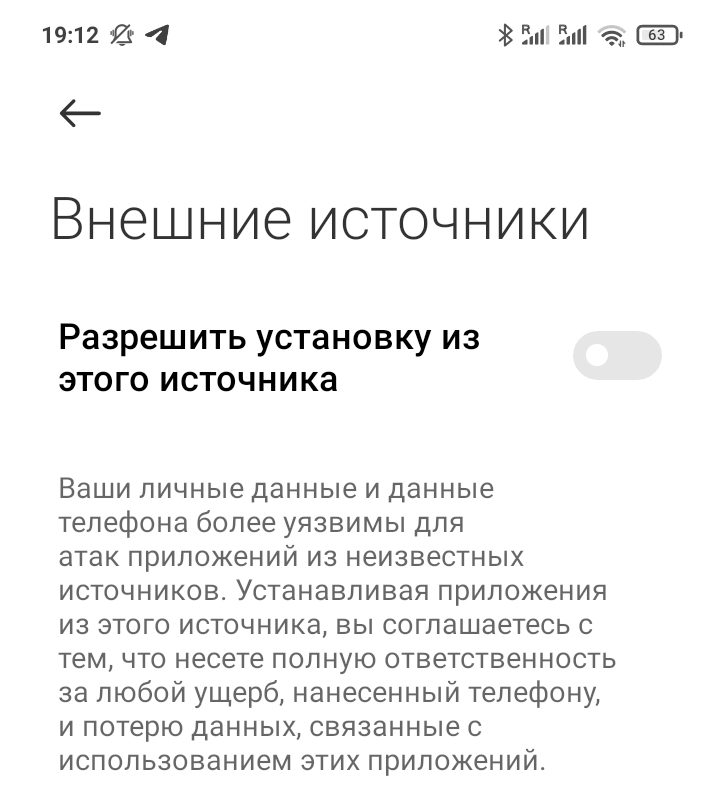 19:12
R R 63
Внешние источники
Разрешить установку из
этого источника
Ваши личные данные и данные
телефона более уязвимы для
атак приложений из неизвестных
источников. Устанавливая приложения
из этого источника, вы соглашаетесь с
тем, что несете полную ответственность
за любой ущерб, нанесенный телефону,
и потерю данных, связанные с
использованием этих приложений.